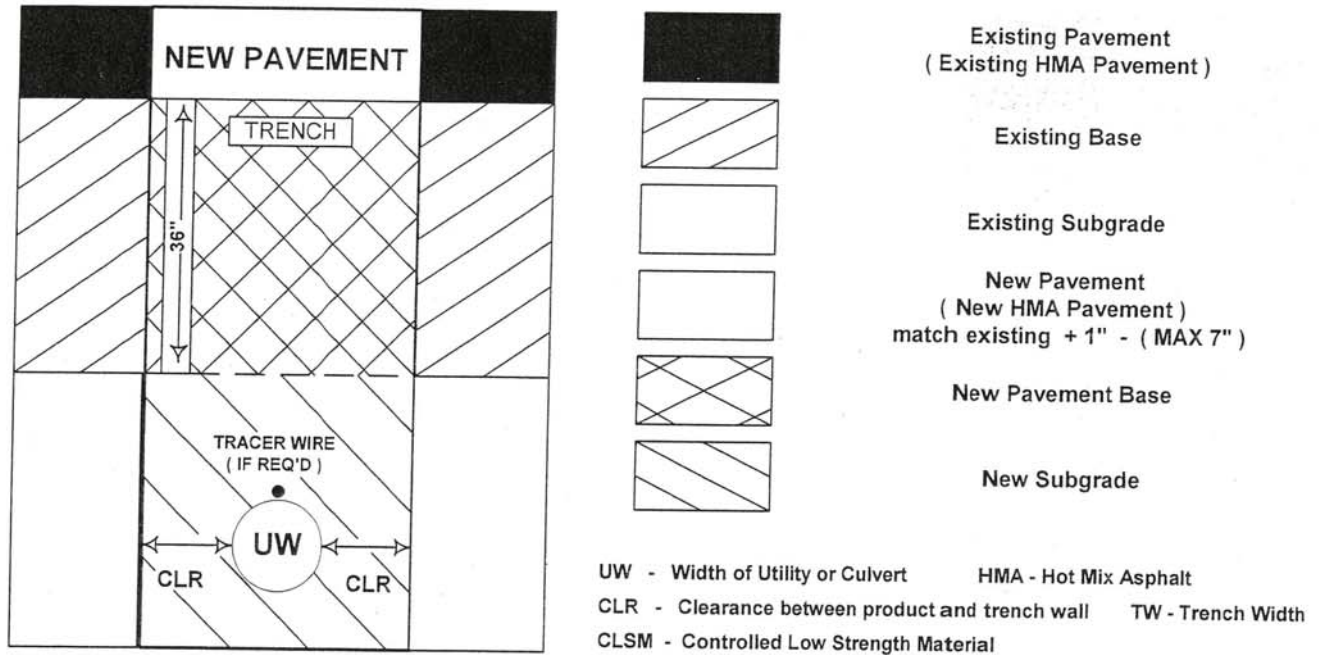 NEW PAVEMENT
TRENCH
36"
TRACER WIRE
( IF REQ'D )
UW
CLR
CLR
Existing Pavement
( Existing HMA Pavement )
Existing Base
Existing Subgrade
New Pavement
( New HMA Pavement )
match existing + 1" - ( MAX 7" )
New Pavement Base
New Subgrade
UW - Width of Utility or Culvert HMA - Hot Mix Asphalt
CLR - Clearance between product and trench wall TW - Trench Width
CLSM - Controlled Low Strength Material